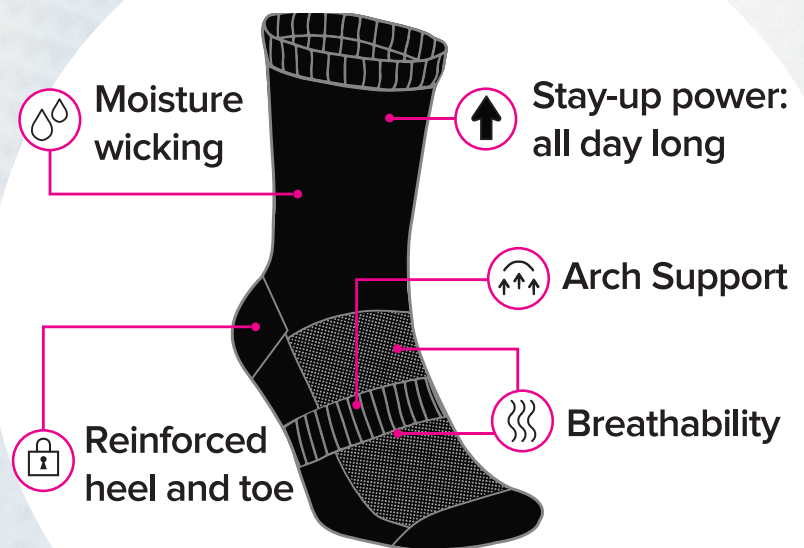 Moisture
wicking
Stay-up power:
all day long
Arch Support
Breathability
Reinforced
heel and toe